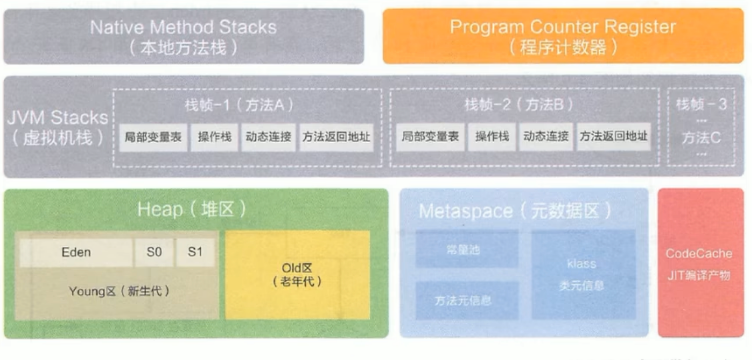 Native Method Stacks
（本地方法栈）
Program Counter Register
（程序计数器）
JVM Stacks
（虚拟机栈）
栈帧-1（方法A）
局部变量表
操作栈
动态连接
方法返回地址
栈帧-2（方法B）
局部变量表
操作栈
动态连接
方法返回地址
栈帧-3
...
方法C
...
Heap（堆区）
Eden
S0
S1
Young区（新生代）
Old区
（老年代）
Metaspace（元数据区）
常量池
方法元信息
klass
类元信息
CodeCache
JIT编译产物